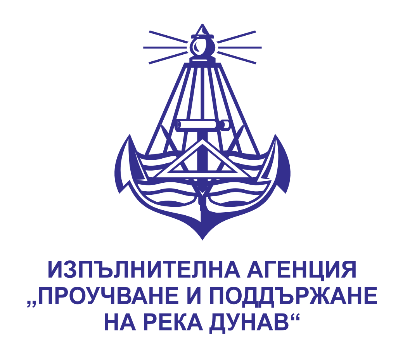 ИЗПЪЛНИТЕЛНА АГЕНЦИЯ
„ПРОУЧВАНЕ И ПОДДЪРЖАНЕ
НА РЕКА ДУНАВ“